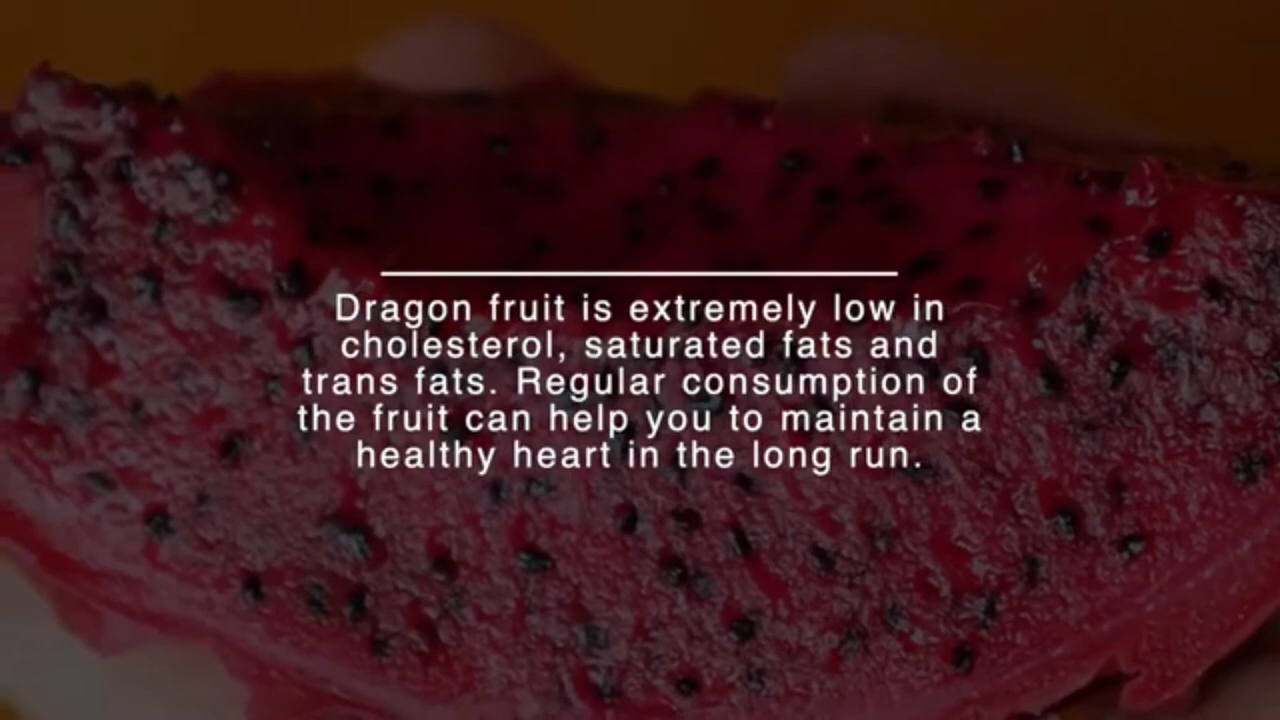 Dragon fruit is extremely low in
cholesterol, saturated fats and
trans fats. Regular consumption of
the fruit can help you to maintain a
healthy heart in the long run.